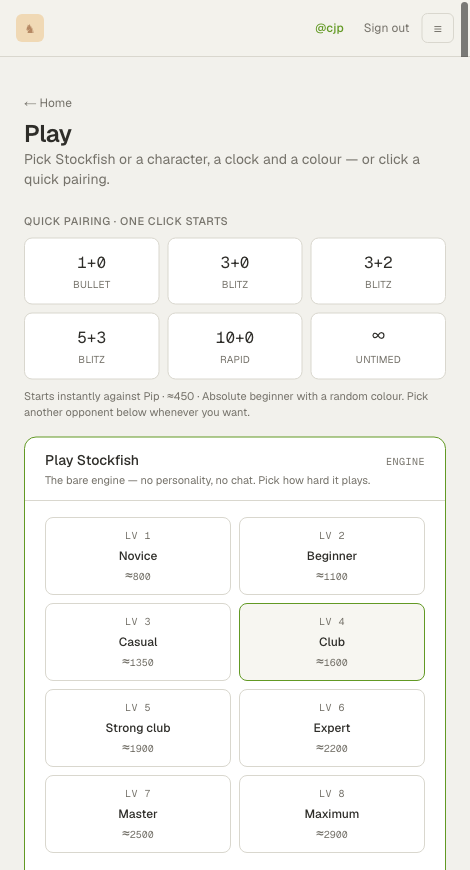 @cjp Sign out ≡
← Home
Play
Pick Stockfish or a character, a clock and a colour — or click a
quick pairing.
QUICK PAIRING · ONE CLICK STARTS
1+0 3+0 3+2
BULLET BLITZ BLITZ
5+3 10+0 ∞
BLITZ RAPID UNTIMED
Starts instantly against Pip · ≈450 · Absolute beginner with a random colour. Pick
another opponent below whenever you want.
Play Stockfish ENGINE
The bare engine — no personality, no chat. Pick how hard it plays.
LV 1 LV 2
Novice Beginner
≈800 ≈1100
LV 3 LV 4
Casual Club
≈1350 ≈1600
LV 5 LV 6
Strong club Expert
≈1900 ≈2200
LV 7 LV 8
Master Maximum
≈2500 ≈2900